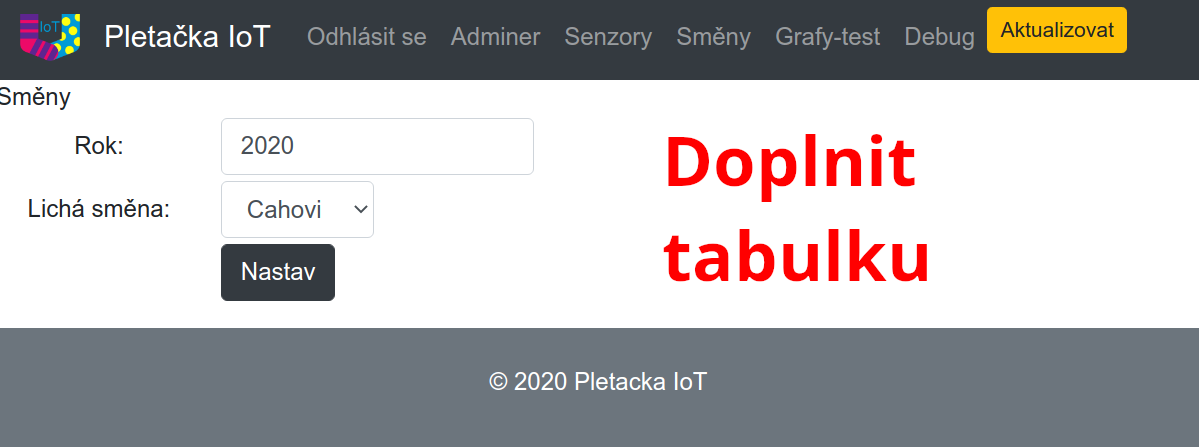 IoT
Pletačka IoT Odhlásit se Adminer Senzory Směny Grafy-test Debug Aktualizovat
Směny
Rok: 2020
Lichá směna: Cahovi
Nastav
Doplnit
tabulku
© 2020 Pletacka IoT